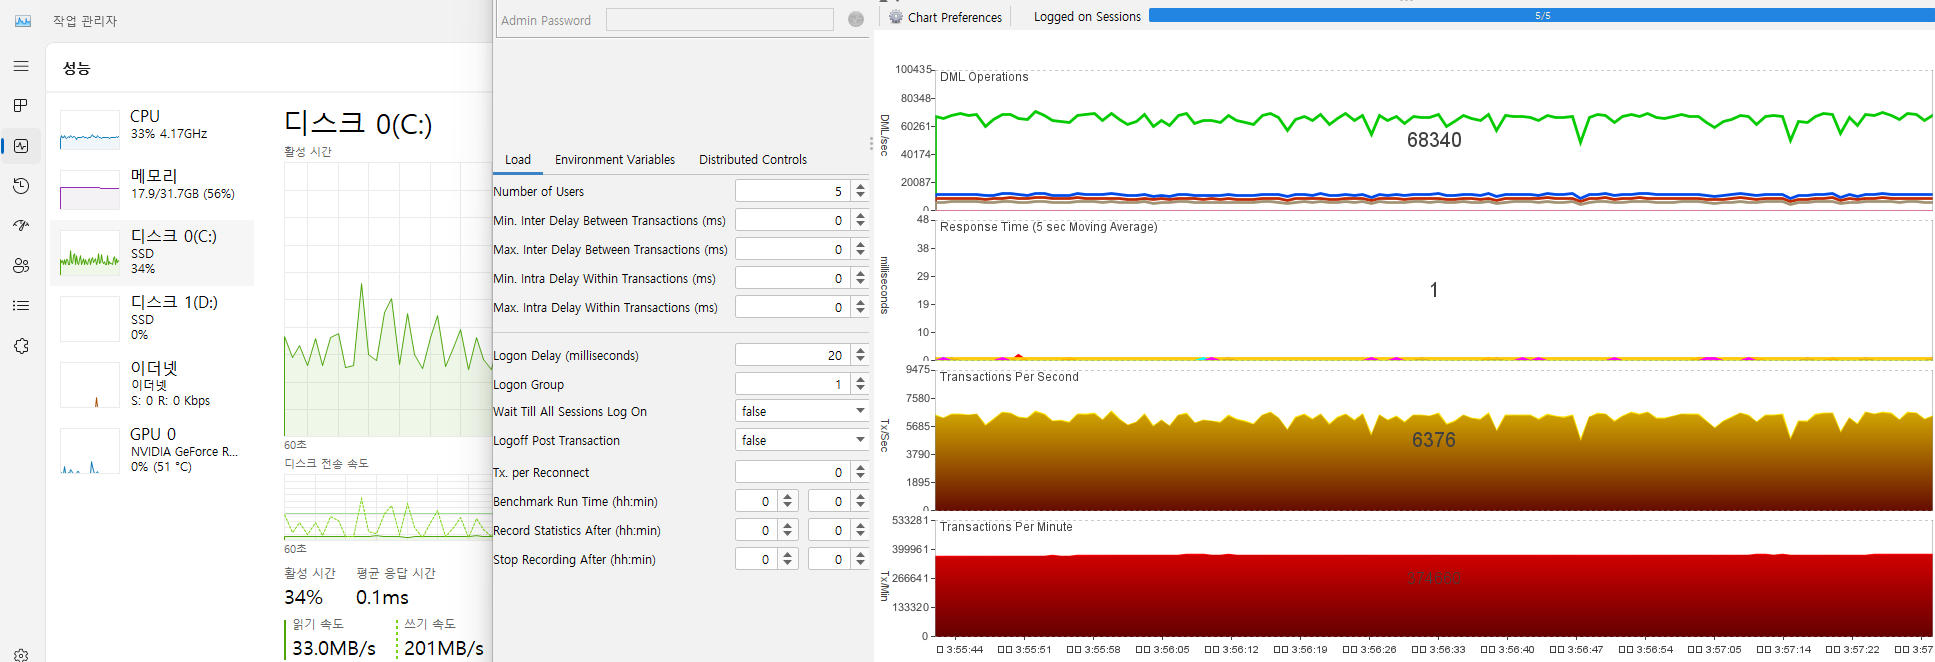 작업 관리자
성능
CPU
33% 4.17GHz
메모리
17.9/31.7GB (56%)
디스크 0(C:)
SSD
34%
디스크 1(D:)
SSD
0%
이더넷
이더넷
S: 0 R: 0 Kbps
GPU 0
NVIDIA GeForce R...
0% (51 °C)
디스크 0(C:)
활성 시간
60초
디스크 전송 속도
60초
활성 시간 평균 응답 시간
34% 0.1ms
읽기 속도 쓰기 속도
33.0MB/s 201MB/s
Admin Password
Load Environment Variables Distributed Controls
Number of Users 5
Min. Inter Delay Between Transactions (ms) 0
Max. Inter Delay Between Transactions (ms) 0
Min. Intra Delay Within Transactions (ms) 0
Max. Intra Delay Within Transactions (ms) 0
Logon Delay (milliseconds) 20
Logon Group 1
Wait Till All Sessions Log On false
Logoff Post Transaction false
Tx. per Reconnect 0
Benchmark Run Time (hh:min) 0 0
Record Statistics After (hh:min) 0 0
Stop Recording After (hh:min) 0 0
Chart Preferences Logged on Sessions 5/5
DML Operations
DML/sec
100435
80348
60261
40174
20087
0
68340
Response Time (5 sec Moving Average)
milliseconds
48
38
29
19
10
0
1
Transactions Per Second
Tx/Sec
9475
7580
5685
3790
1895
0
6376
Transactions Per Minute
Tx/Min
533281
399961
266641
133320
0
3:55:44 3:55:51 3:55:58 3:56:05 3:56:12 3:56:19 3:56:26 3:56:33 3:56:40 3:56:47 3:56:54 3:57:05 3:57:14 3:57:22 3:57